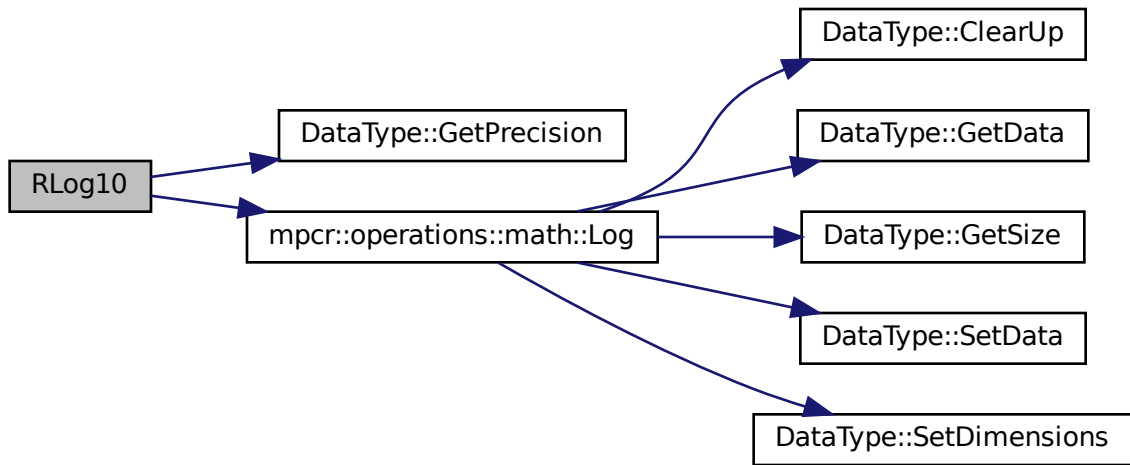 RLog10
DataType::GetPrecision
mpcr::operations::math::Log
DataType::ClearUp
DataType::GetData
DataType::GetSize
DataType::SetData
DataType::SetDimensions